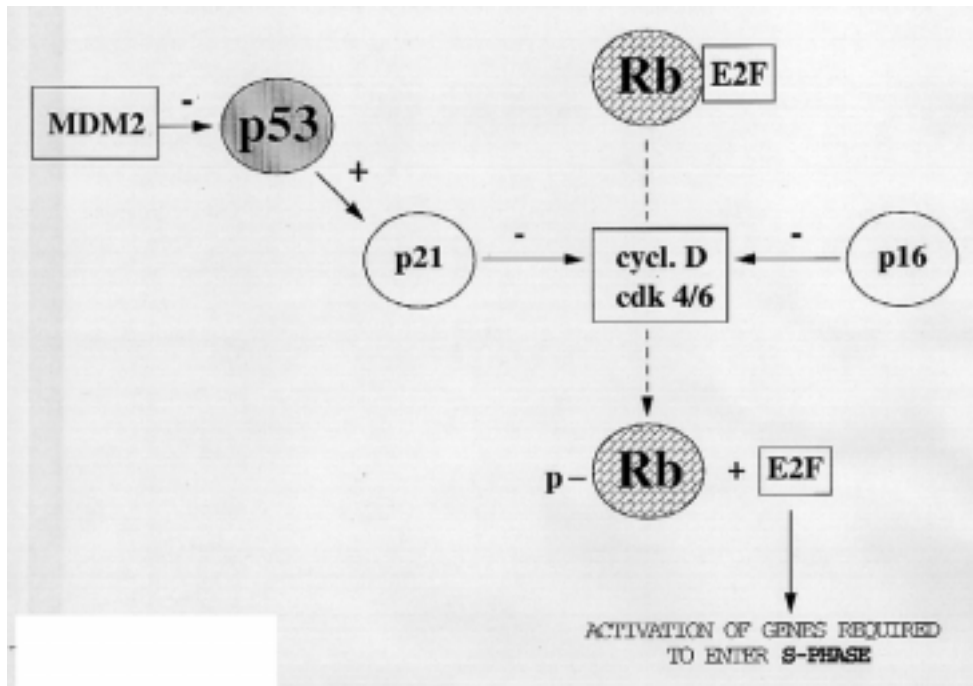 Rb
E2F
MDM2
-
p53
+
p21
-
cycl. D
cdk 4/6
-
p16
p–
Rb
+
E2F
ACTIVATION OF GENES REQUIRED
TO ENTER S-PHASE